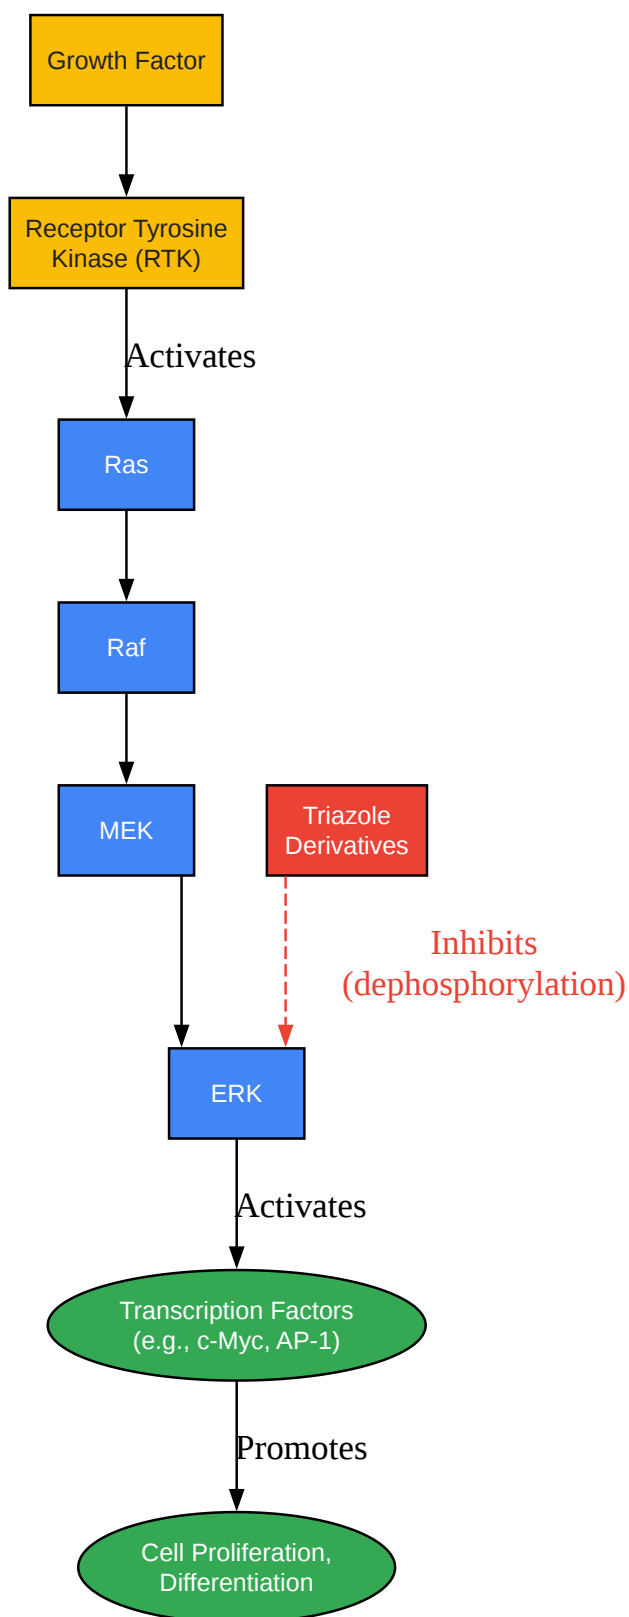 Growth Factor
Receptor Tyrosine
Kinase (RTK)
Activates
Ras
Raf
MEK
Triazole
Derivatives
Inhibits
(dephosphorylation)
ERK
Activates
Transcription Factors
(e.g., c-Myc, AP-1)
Promotes
Cell Proliferation,
Differentiation